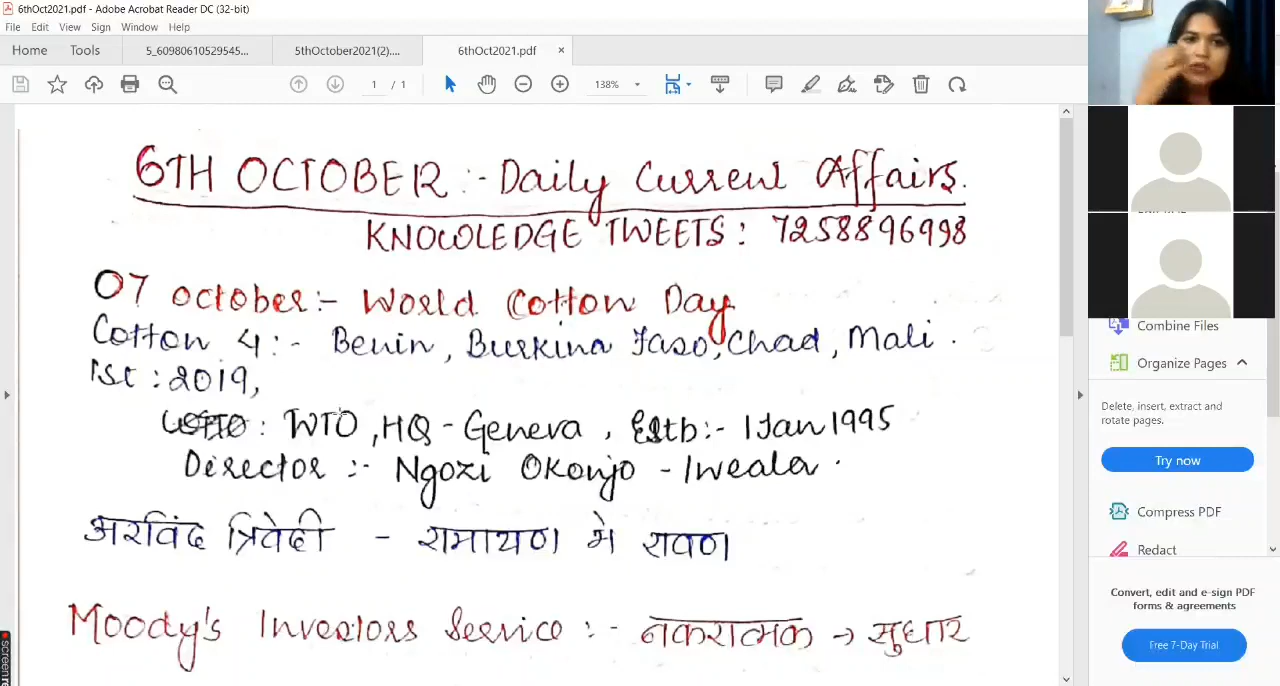 6thOct2021.pdf - Adobe Acrobat Reader DC (32-bit)
File Edit View Sign Window Help
Home Tools 5_60980610529545... 5thOctober2021(2).... 6thOct2021.pdf ×
1 / 1 138%
6TH OCTOBER :- Daily Current Affairs.
KNOWLEDGE TWEETS : 7258896998
07 october:- World Cotton Day
Cotton 4:- Benin, Burkina Faso, Chad, Mali.
Ist : 2019,
: WTO, HQ - Geneva, Estb:- 1 Jan 1995
Director :- Ngozi Okonjo - Iweala.
अरविंद त्रिवेदी - रामायण मे रावण
Moody's Investors Service :- नकरात्मक → सुधार
Combine Files
Organize Pages
Delete, insert, extract and
rotate pages.
Try now
Compress PDF
Redact
Convert, edit and e-sign PDF
forms & agreements
Free 7-Day Trial